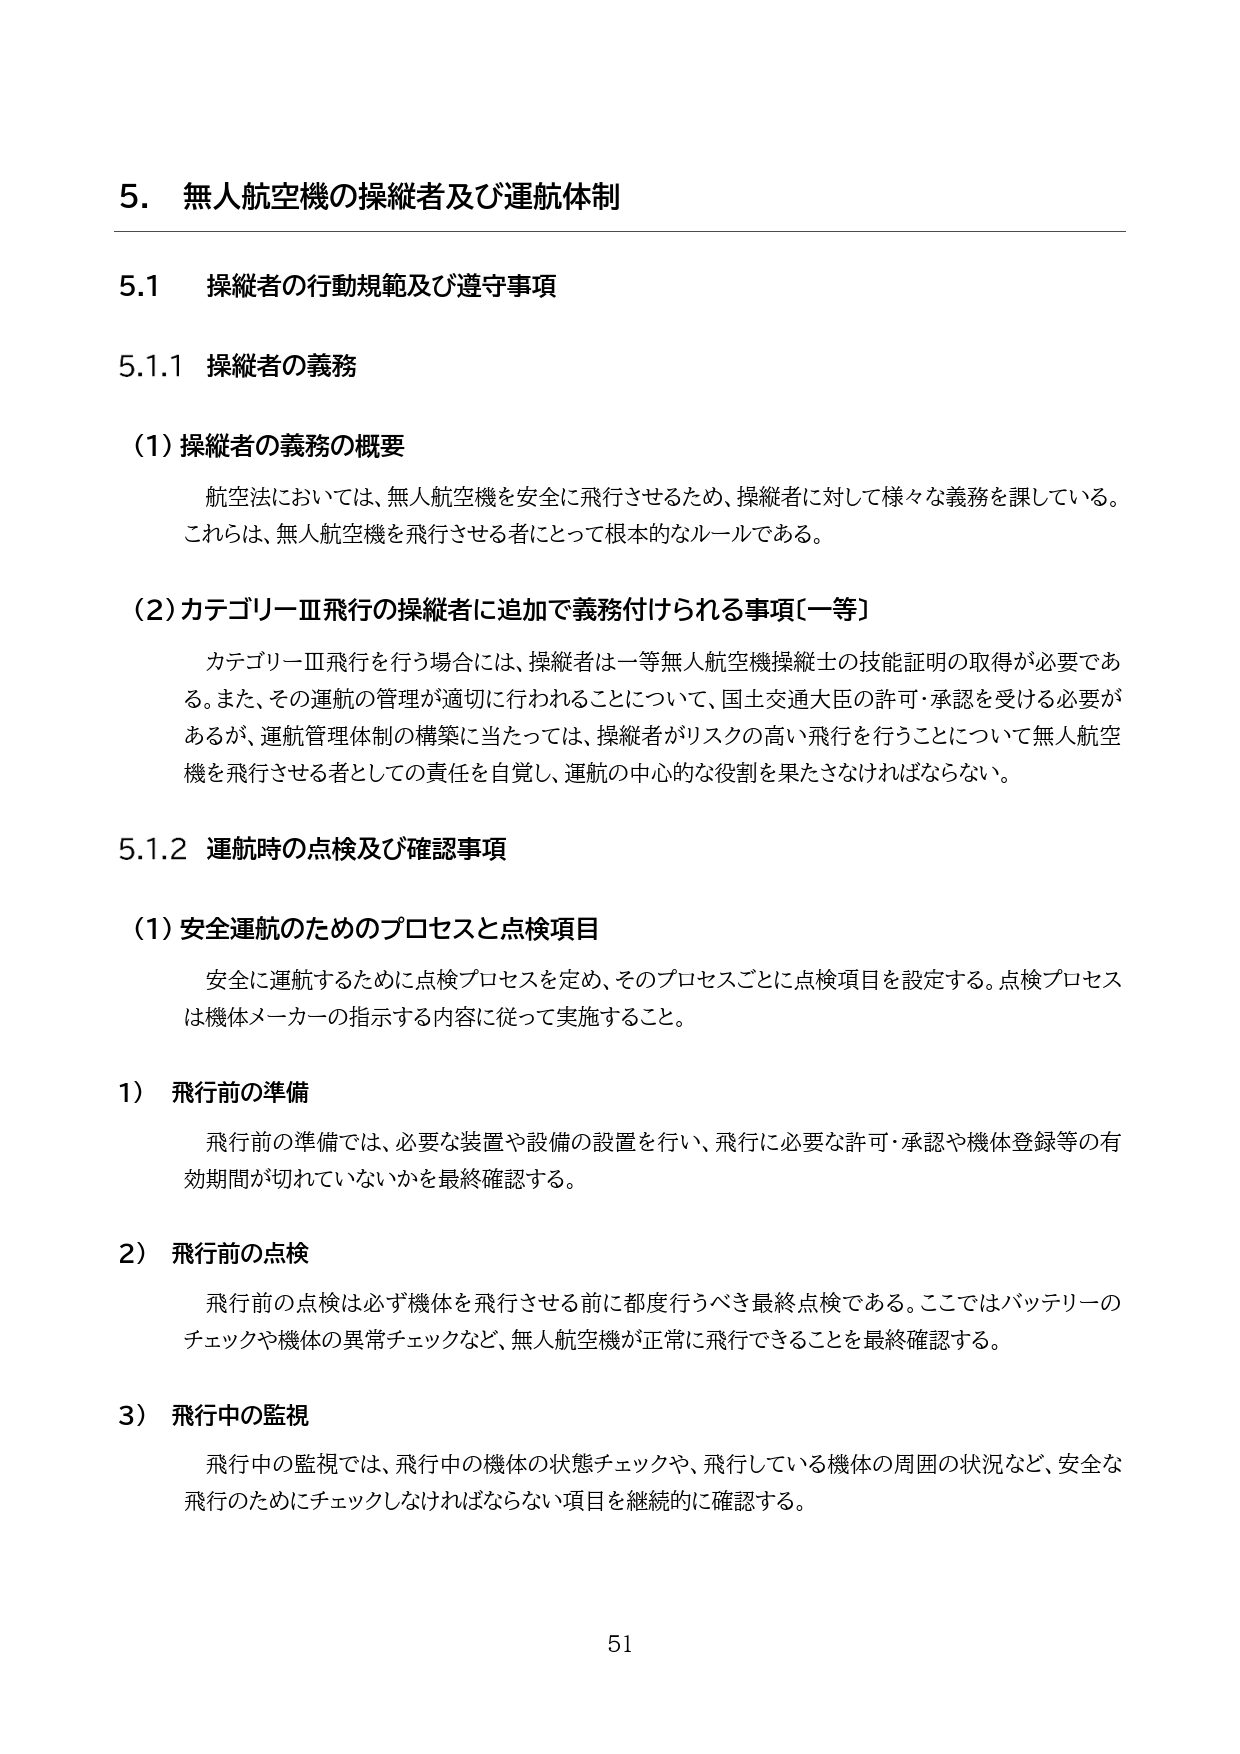 5. 無人航空機の操縦者及び運航体制
5.1 操縦者の行動規範及び遵守事項
5.1.1 操縦者の義務
（1）操縦者の義務の概要
航空法においては、無人航空機を安全に飛行させるため、操縦者に対して様々な義務を課している。
これらは、無人航空機を飛行させる者にとって根本的なルールである。
（2）カテゴリーⅢ飛行の操縦者に追加で義務付けられる事項〔一等〕
カテゴリーⅢ飛行を行う場合には、操縦者は一等無人航空機操縦士の技能証明の取得が必要であ
る。また、その運航の管理が適切に行われることについて、国土交通大臣の許可・承認を受ける必要が
あるが、運航管理体制の構築に当たっては、操縦者がリスクの高い飛行を行うことについて無人航空
機を飛行させる者としての責任を自覚し、運航の中心的な役割を果たさなければならない。
5.1.2 運航時の点検及び確認事項
（1）安全運航のためのプロセスと点検項目
安全に運航するために点検プロセスを定め、そのプロセスごとに点検項目を設定する。点検プロセス
は機体メーカーの指示する内容に従って実施すること。
1） 飛行前の準備
飛行前の準備では、必要な装置や設備の設置を行い、飛行に必要な許可・承認や機体登録等の有
効期間が切れていないかを最終確認する。
2） 飛行前の点検
飛行前の点検は必ず機体を飛行させる前に都度行うべき最終点検である。ここではバッテリーの
チェックや機体の異常チェックなど、無人航空機が正常に飛行できることを最終確認する。
3） 飛行中の監視
飛行中の監視では、飛行中の機体の状態チェックや、飛行している機体の周囲の状況など、安全な
飛行のためにチェックしなければならない項目を継続的に確認する。
51